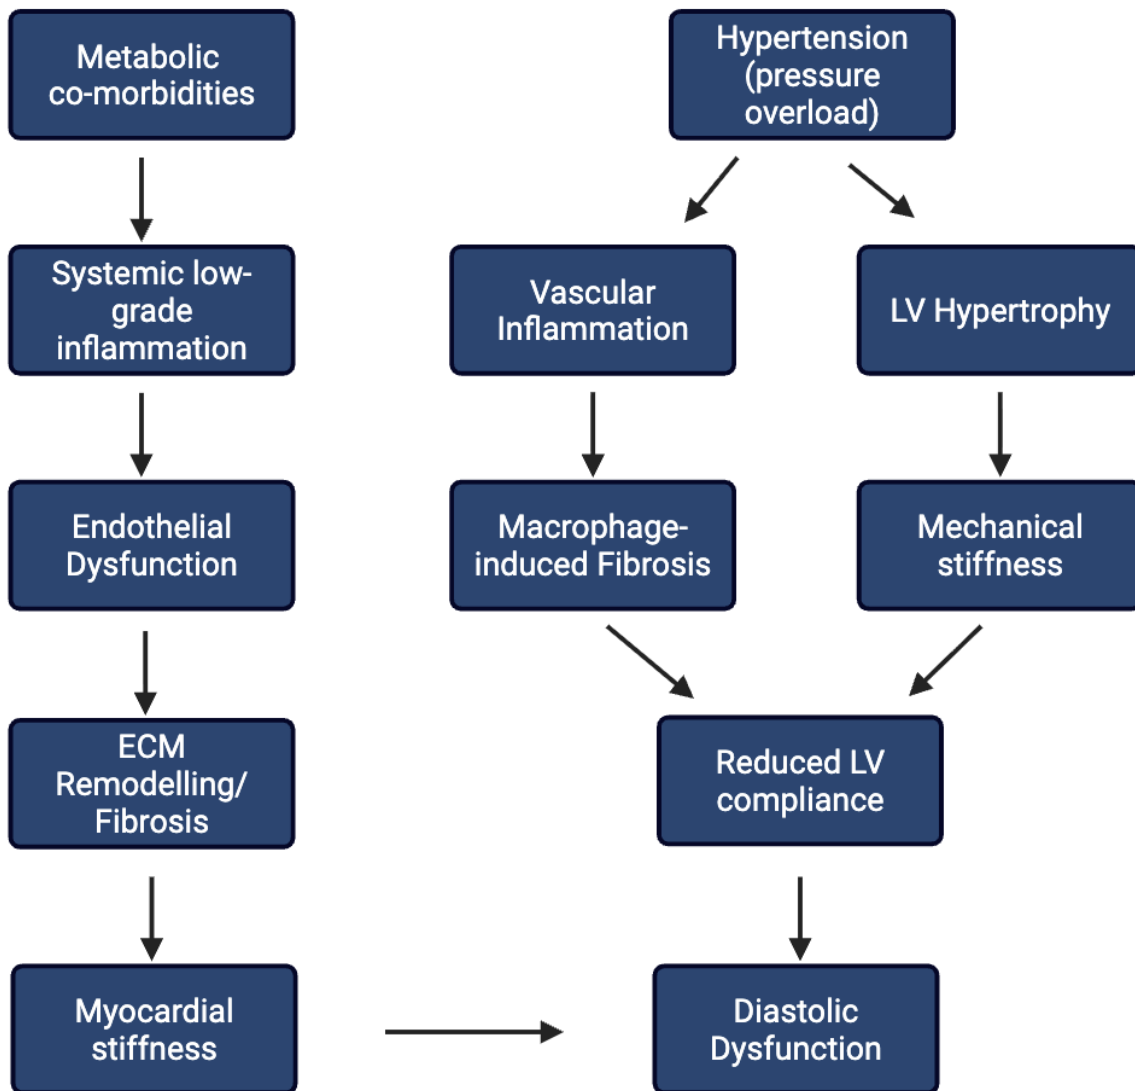 Metabolic
co-morbidities
Hypertension
(pressure
overload)
Systemic low-
grade
inflammation
Vascular
Inflammation
LV Hypertrophy
Endothelial
Dysfunction
Macrophage-
induced Fibrosis
Mechanical
stiffness
ECM
Remodelling/
Fibrosis
Reduced LV
compliance
Myocardial
stiffness
Diastolic
Dysfunction